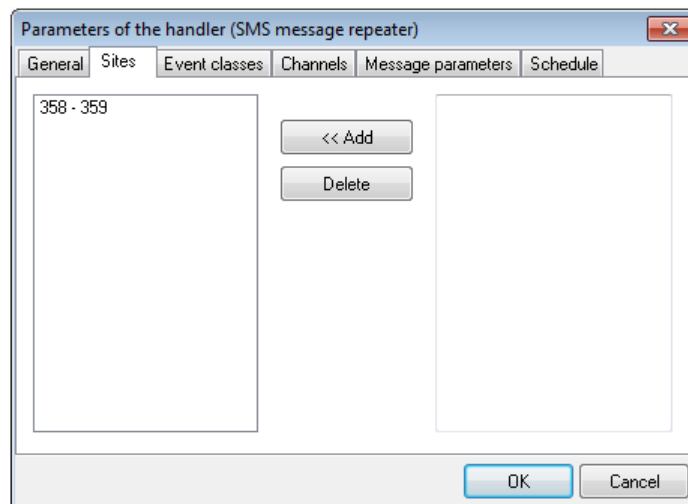 Parameters of the handler (SMS message repeater)
General Sites Event classes Channels Message parameters Schedule
358 - 359
<< Add
Delete
OK Cancel